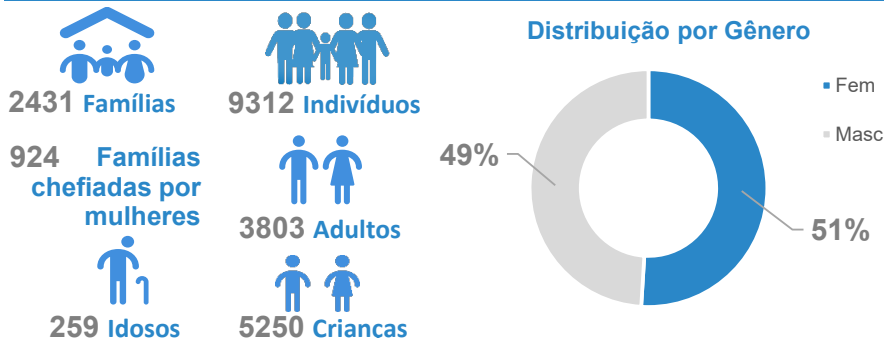 2431 Famílias
9312 Indivíduos
924 Famílias
chefiadas por
mulheres
3803 Adultos
259 Idosos
5250 Crianças
Distribuição por Gênero
Fem
Masc
49%
51%